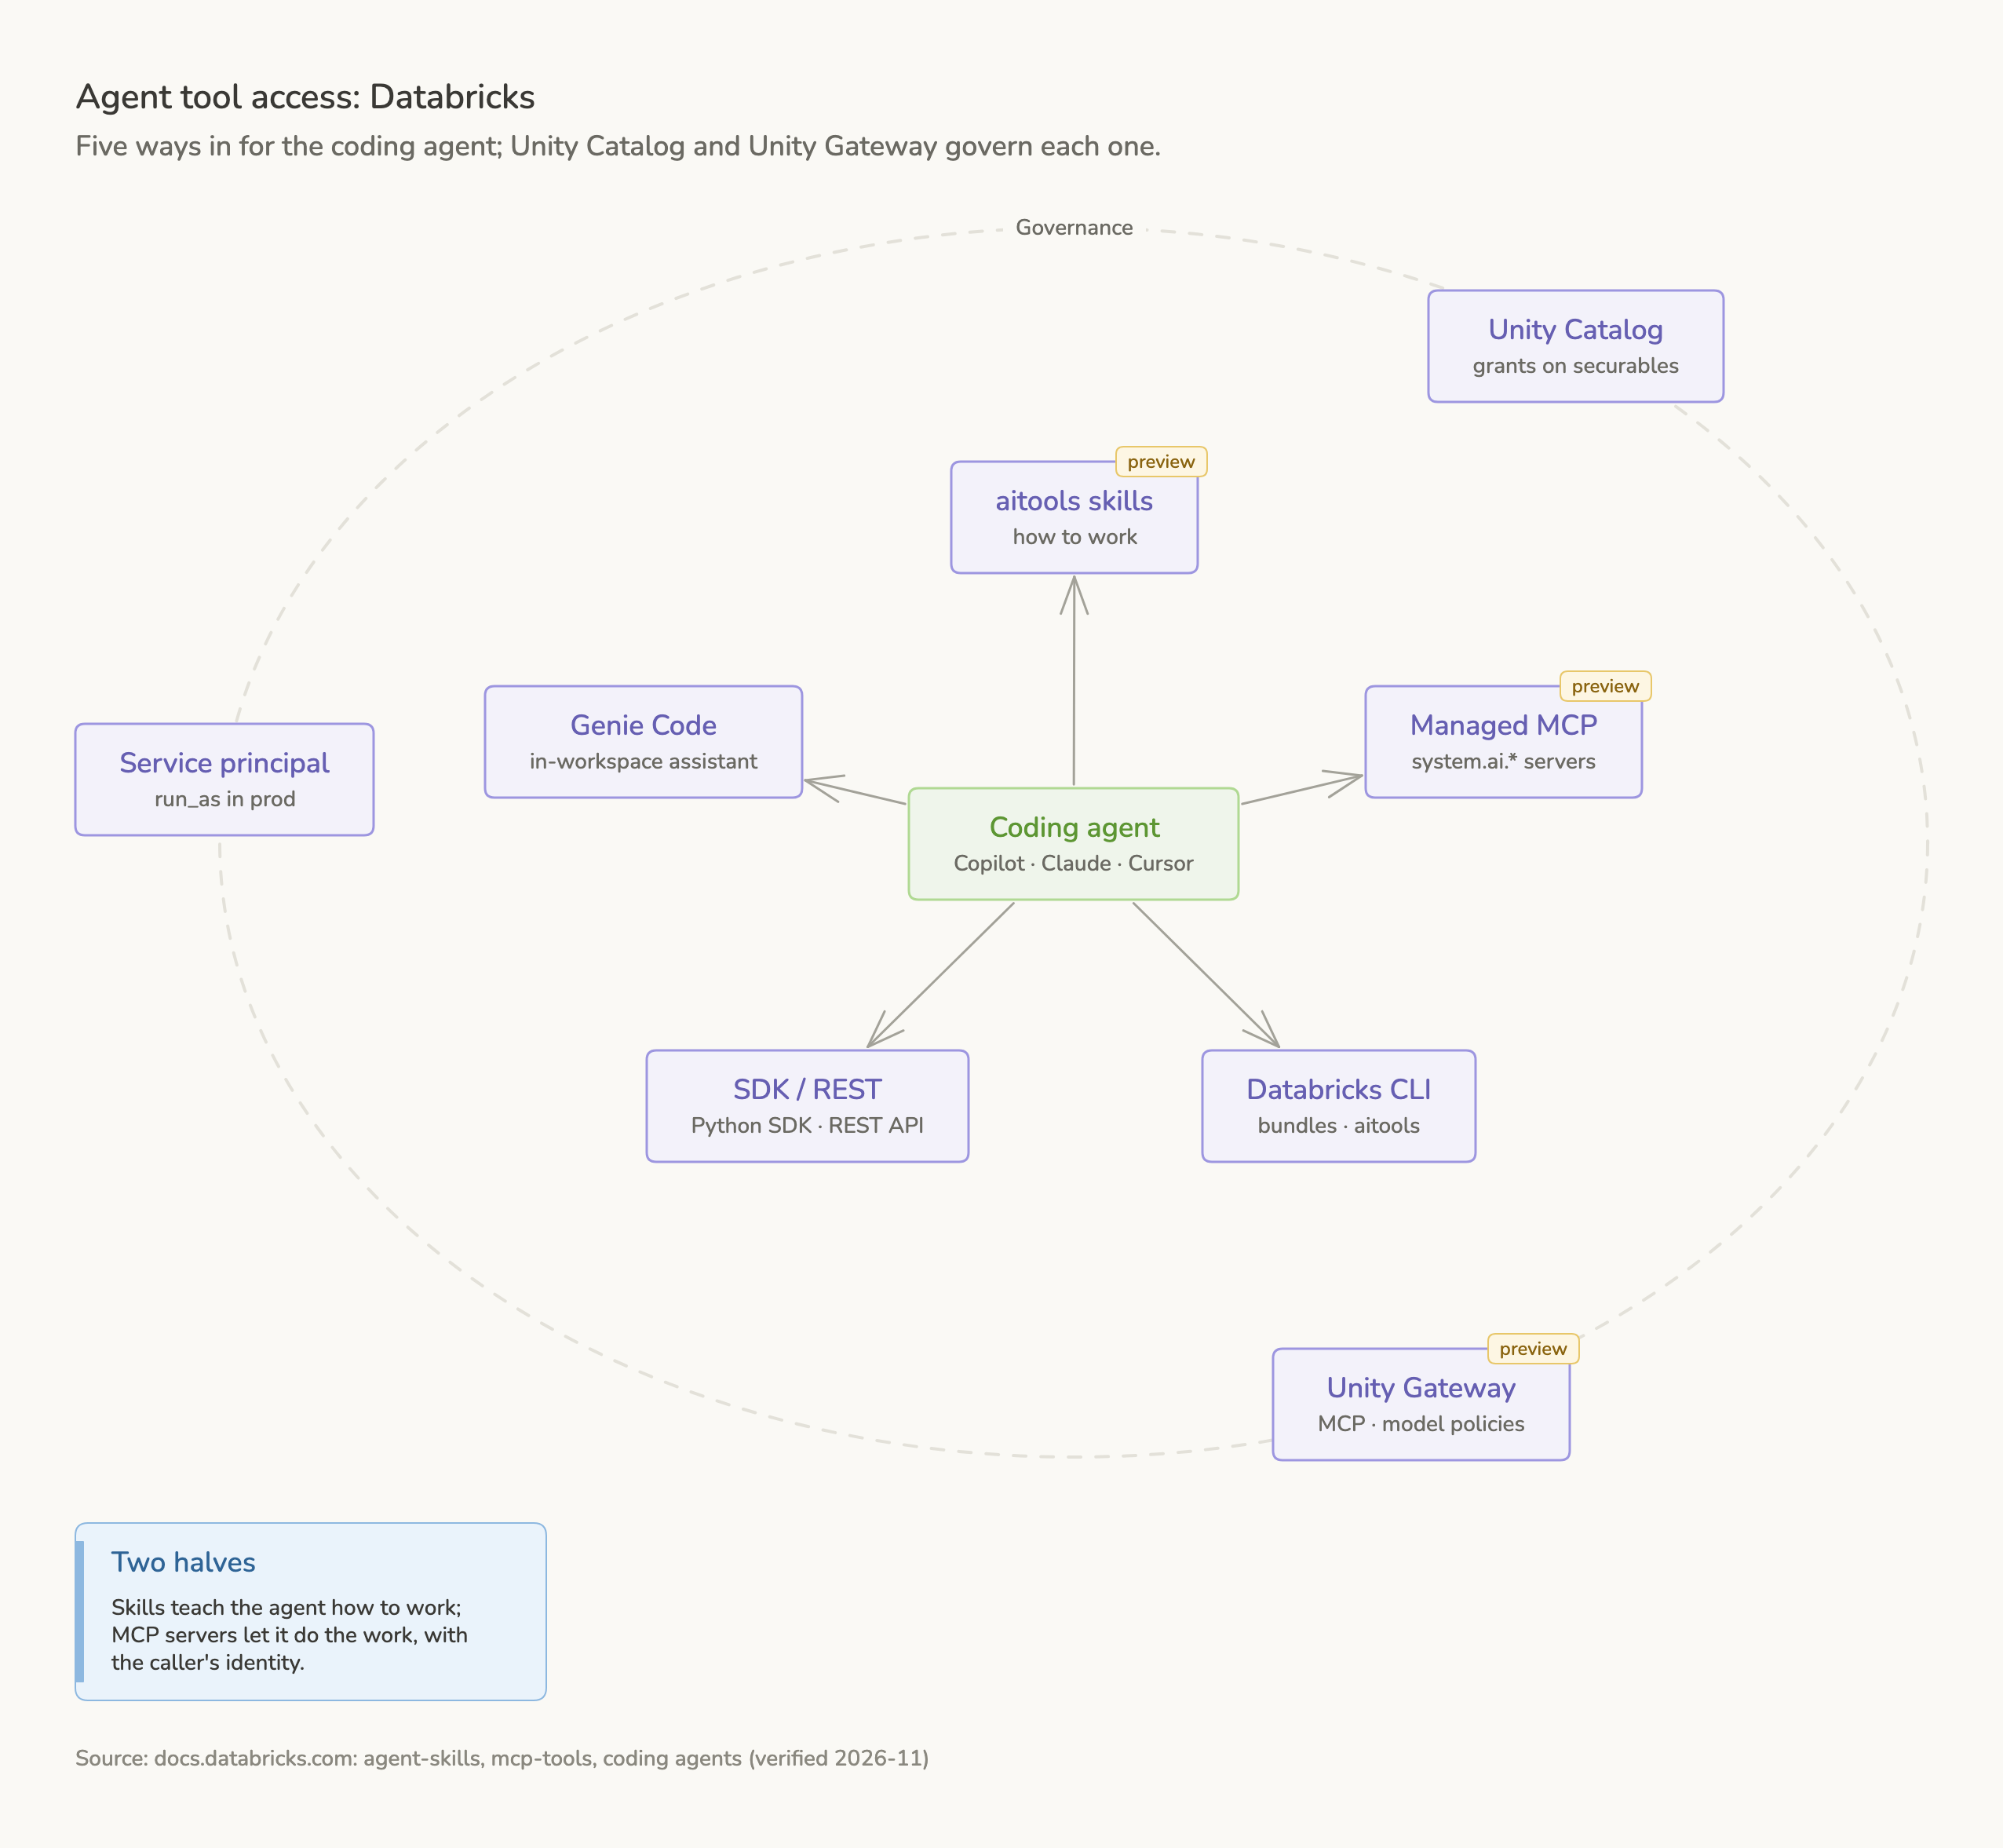 Agent tool access: Databricks
Five ways in for the coding agent; Unity Catalog and Unity Gateway govern each one.
Governance
Unity Catalog
grants on securables
preview
aitools skills
how to work
Genie Code
in-workspace assistant
preview
Managed MCP
system.ai.* servers
Service principal
run_as in prod
Coding agent
Copilot · Claude · Cursor
SDK / REST
Python SDK · REST API
Databricks CLI
bundles · aitools
preview
Unity Gateway
MCP · model policies
Two halves
Skills teach the agent how to work;
MCP servers let it do the work, with
the caller's identity.
Source: docs.databricks.com: agent-skills, mcp-tools, coding agents (verified 2026-11)